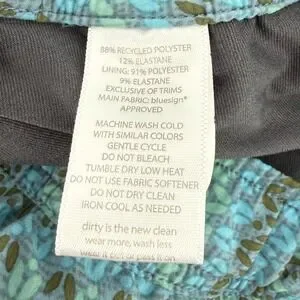 88% RECYCLED POLYSTER
12% ELASTANE
LINING: 91% POLYESTER
9% ELASTANE
EXCLUSIVE OF TRIMS
MAIN FABRIC: bluesign®
APPROVED
MACHINE WASH COLD
WITH SIMILAR COLORS
GENTLE CYCLE
DO NOT BLEACH
TUMBLE DRY LOW HEAT
DO NOT USE FABRIC SOFTENER
DO NOT DRY CLEAN
IRON COOL AS NEEDED
dirty is the new clean
wear more, wash less